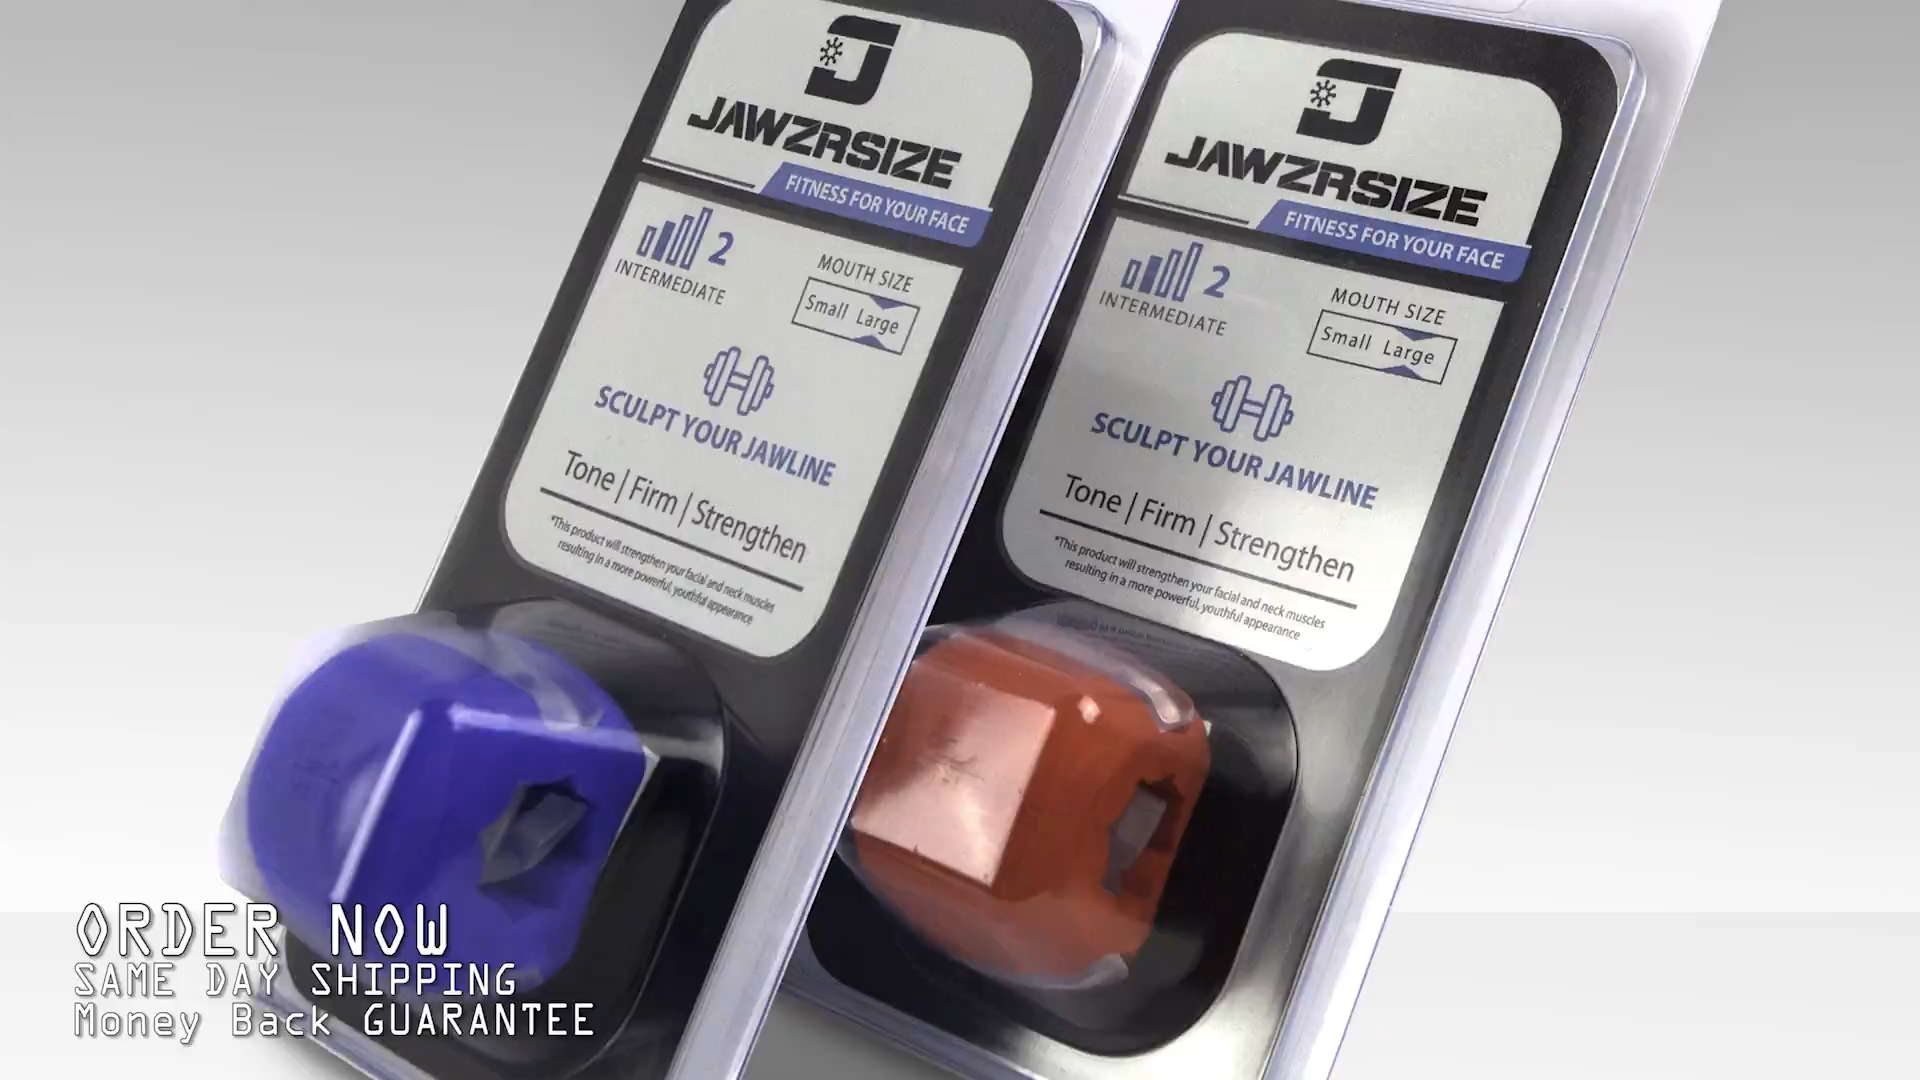 JAWZRSIZE
FITNESS FOR YOUR FACE
2
INTERMEDIATE
MOUTH SIZE
Small Large
SCULPT YOUR JAWLINE
Tone | Firm | Strengthen
*This product will strengthen your facial and neck muscles
resulting in a more powerful, youthful appearance
JAWZRSIZE
FITNESS FOR YOUR FACE
2
INTERMEDIATE
MOUTH SIZE
Small Large
SCULPT YOUR JAWLINE
Tone | Firm | Strengthen
*This product will strengthen your facial and neck muscles
resulting in a more powerful, youthful appearance
ORDER NOW
SAME DAY SHIPPING
Money Back GUARANTEE